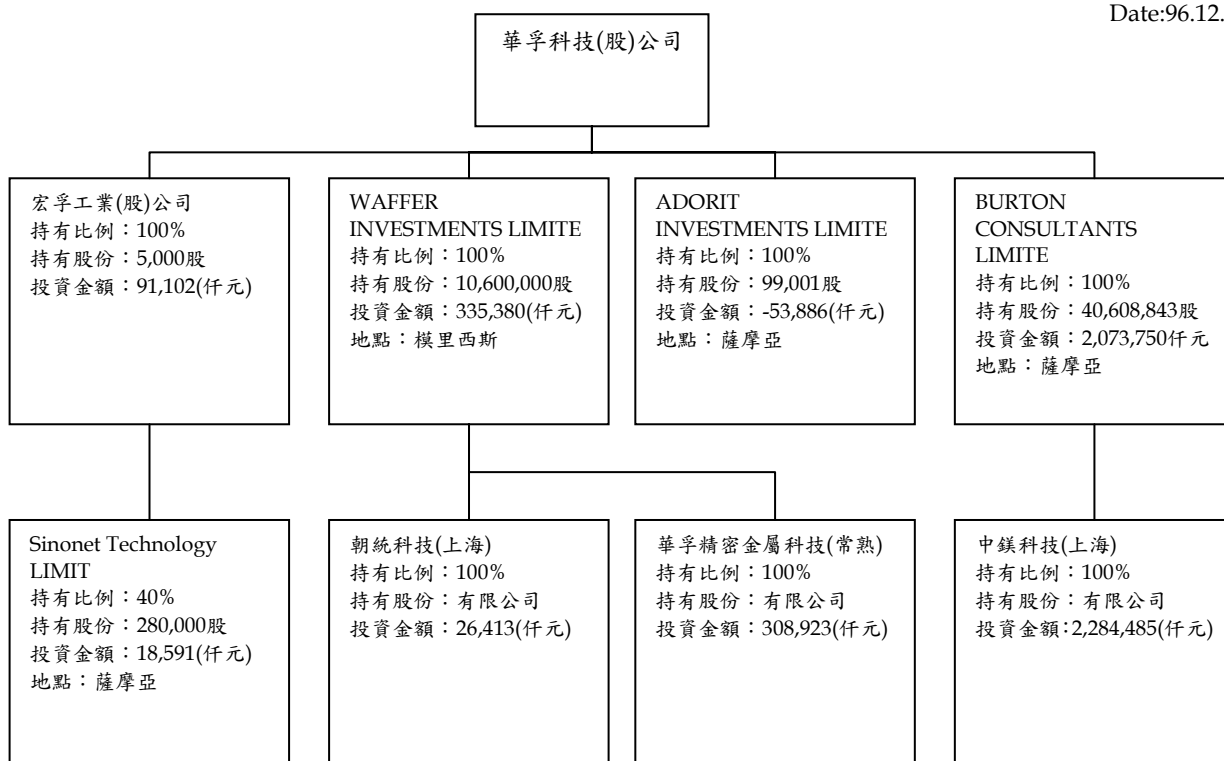 Date:96.12.
華孚科技(股)公司
宏孚工業(股)公司
持有比例：100%
持有股份：5,000股
投資金額：91,102(仟元)
WAFFER
INVESTMENTS LIMITE
持有比例：100%
持有股份：10,600,000股
投資金額：335,380(仟元)
地點：模里西斯
ADORIT
INVESTMENTS LIMITE
持有比例：100%
持有股份：99,001股
投資金額：-53,886(仟元)
地點：薩摩亞
BURTON
CONSULTANTS
LIMITE
持有比例：100%
持有股份：40,608,843股
投資金額：2,073,750仟元
地點：薩摩亞
Sinonet Technology
LIMIT
持有比例：40%
持有股份：280,000股
投資金額：18,591(仟元)
地點：薩摩亞
朝統科技(上海)
持有比例：100%
持有股份：有限公司
投資金額：26,413(仟元)
華孚精密金屬科技(常熟)
持有比例：100%
持有股份：有限公司
投資金額：308,923(仟元)
中鎂科技(上海)
持有比例：100%
持有股份：有限公司
投資金額:2,284,485(仟元)